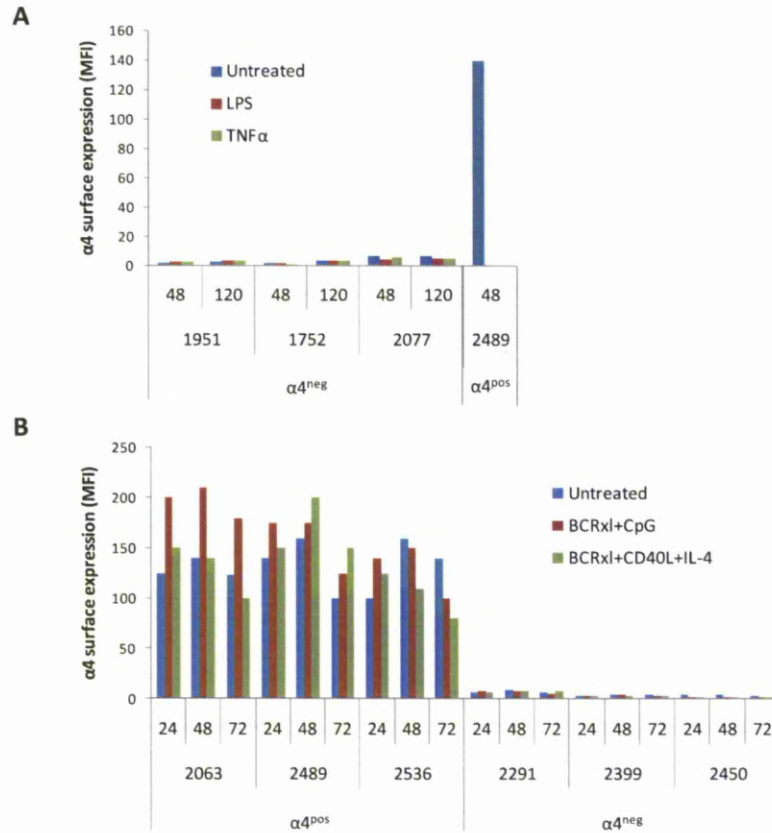 A
α4 surface expression (MFI)
160
140
120
100
80
60
40
20
0
Untreated
LPS
TNFα
48 120 48 120 48 120 48
1951 1752 2077 2489
α4neg α4pos
B
α4 surface expression (MFI)
250
200
150
100
50
0
Untreated
BCRxl+CpG
BCRxl+CD40L+IL-4
24 48 72 24 48 72 24 48 72 24 48 72 24 48 72 24 48 72
2063 2489 2536 2291 2399 2450
α4pos α4neg